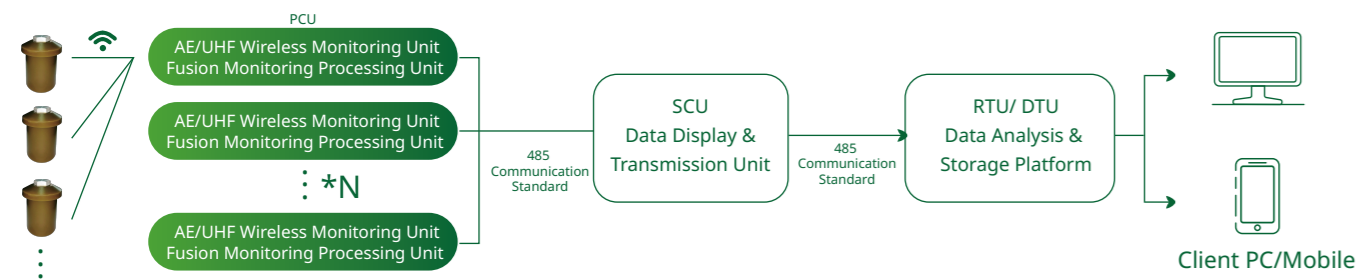 PCU
AE/UHF Wireless Monitoring Unit
Fusion Monitoring Processing Unit
AE/UHF Wireless Monitoring Unit
Fusion Monitoring Processing Unit
*N
AE/UHF Wireless Monitoring Unit
Fusion Monitoring Processing Unit
485
Communication
Standard
SCU
Data Display &
Transmission Unit
485
Communication
Standard
RTU/ DTU
Data Analysis &
Storage Platform
Client PC/Mobile